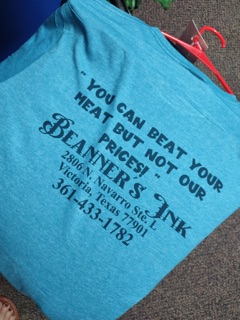 "YOU CAN BEAT YOUR
MEAT BUT NOT OUR
PRICES!"
BEANNER'S INK
2806 N. Navarro Ste. L
Victoria, Texas 77901
361-433-1782